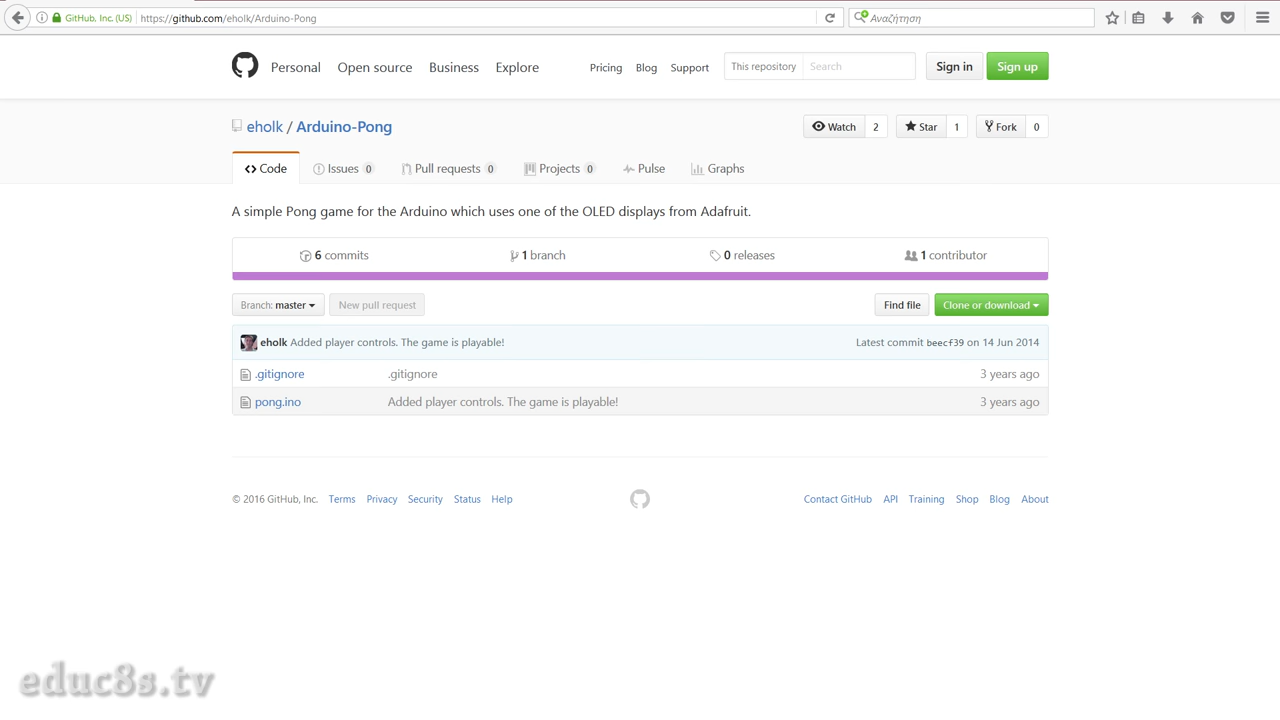 GitHub, Inc. (US) https://github.com/eholk/Arduino-Pong Αναζήτηση
Personal Open source Business Explore Pricing Blog Support This repository Search Sign in Sign up
eholk / Arduino-Pong Watch 2 Star 1 Fork 0
Code Issues 0 Pull requests 0 Projects 0 Pulse Graphs
A simple Pong game for the Arduino which uses one of the OLED displays from Adafruit.
6 commits 1 branch 0 releases 1 contributor
Branch: master New pull request Find file Clone or download
eholk Added player controls. The game is playable! Latest commit beecf39 on 14 Jun 2014
.gitignore .gitignore 3 years ago
pong.ino Added player controls. The game is playable! 3 years ago
© 2016 GitHub, Inc. Terms Privacy Security Status Help Contact GitHub API Training Shop Blog About
educ8s.tv